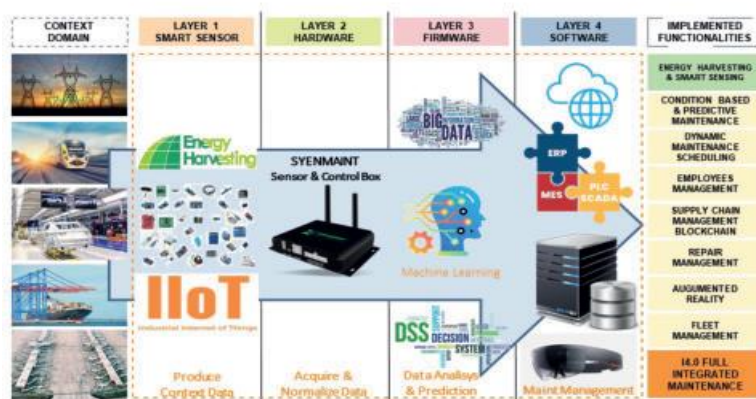 CONTEXT
DOMAIN
LAYER 1
SMART SENSOR
LAYER 2
HARDWARE
LAYER 3
FIRMWARE
LAYER 4
SOFTWARE
IMPLEMENTED
FUNCTIONALITIES
Energy
Harvesting
IIoT
Industrial Internet of Things
Produce
Context Data
SYENMAINT
Sensor & Control Box
Acquire &
Normalize Data
BIG
DATA
Machine Learning
DSS
SUPPORT
DECISION
SYSTEM
Data Analisys
& Prediction
ERP
MES
PLC
SCADA
Maint Management
ENERGY HARVESTING
& SMART SENSING
CONDITION BASED
& PREDICTIVE
MAINTENANCE
DYNAMIC
MAINTENANCE
SCHEDULING
EMPLOYEES
MANAGEMENT
SUPPLY CHAIN
MANAGEMENT
BLOCKCHAIN
REPAIR
MANAGEMENT
AUGUMENTED
REALITY
FLEET
MANAGEMENT
I4.0 FULL
INTEGRATED
MAINTENANCE